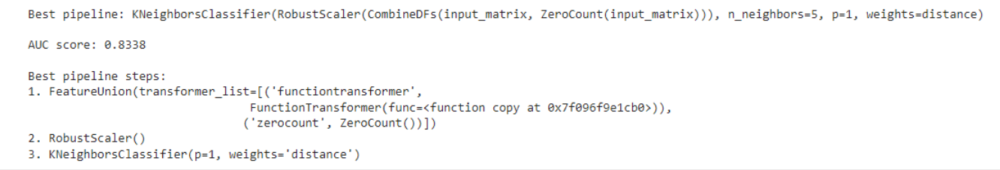 Best pipeline: KNeighborsClassifier(RobustScaler(CombineDFs(input_matrix, ZeroCount(input_matrix))), n_neighbors=5, p=1, weights=distance)
AUC score: 0.8338
Best pipeline steps:
1. FeatureUnion(transformer_list=[('functiontransformer',
FunctionTransformer(func=<function copy at 0x7f096f9e1cb0>)),
('zerocount', ZeroCount())])
2. RobustScaler()
3. KNeighborsClassifier(p=1, weights='distance')